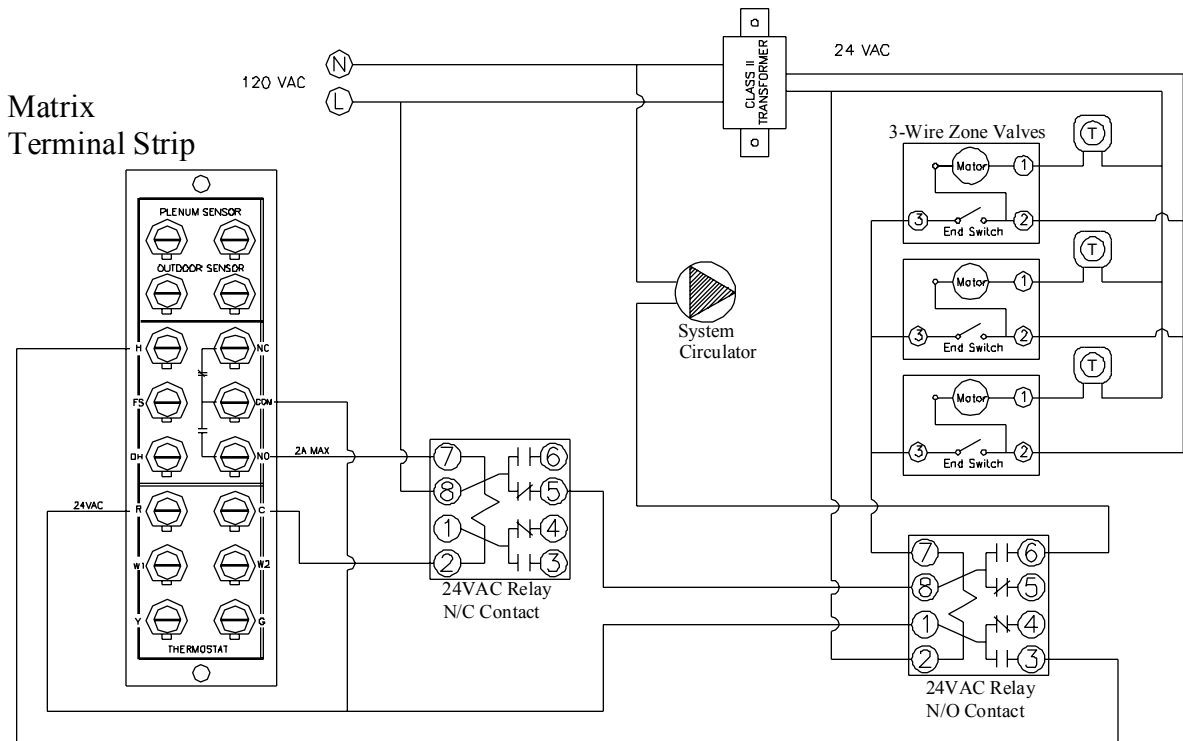 120 VAC
N
L
CLASS II
TRANSFORMER
24 VAC
Matrix
Terminal Strip
3-Wire Zone Valves
T
Motor
1
3
2
End Switch
T
Motor
1
3
2
End Switch
T
Motor
1
3
2
End Switch
PLENUM SENSOR
OUTDOOR SENSOR
H
NC
FS
COM
DH
NO
2A MAX
24VAC
R
C
W1
W2
Y
G
THERMOSTAT
System
Circulator
7
6
8
5
1
4
2
3
24VAC Relay
N/C Contact
7
6
8
5
1
4
2
3
24VAC Relay
N/O Contact